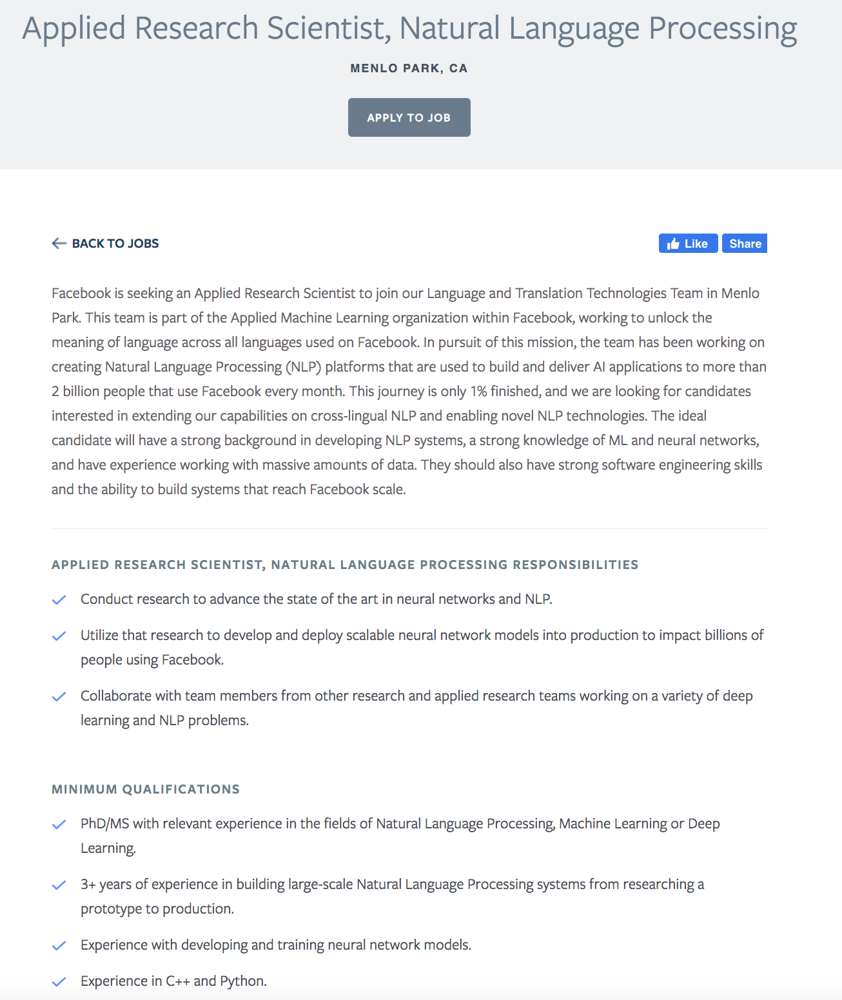 Applied Research Scientist, Natural Language Processing
MENLO PARK, CA
APPLY TO JOB
BACK TO JOBS
Like
Share
Facebook is seeking an Applied Research Scientist to join our Language and Translation Technologies Team in Menlo
Park. This team is part of the Applied Machine Learning organization within Facebook, working to unlock the
meaning of language across all languages used on Facebook. In pursuit of this mission, the team has been working on
creating Natural Language Processing (NLP) platforms that are used to build and deliver AI applications to more than
2 billion people that use Facebook every month. This journey is only 1% finished, and we are looking for candidates
interested in extending our capabilities on cross-lingual NLP and enabling novel NLP technologies. The ideal
candidate will have a strong background in developing NLP systems, a strong knowledge of ML and neural networks,
and have experience working with massive amounts of data. They should also have strong software engineering skills
and the ability to build systems that reach Facebook scale.
APPLIED RESEARCH SCIENTIST, NATURAL LANGUAGE PROCESSING RESPONSIBILITIES
Conduct research to advance the state of the art in neural networks and NLP.
Utilize that research to develop and deploy scalable neural network models into production to impact billions of
people using Facebook.
Collaborate with team members from other research and applied research teams working on a variety of deep
learning and NLP problems.
MINIMUM QUALIFICATIONS
PhD/MS with relevant experience in the fields of Natural Language Processing, Machine Learning or Deep
Learning.
3+ years of experience in building large-scale Natural Language Processing systems from researching a
prototype to production.
Experience with developing and training neural network models.
Experience in C++ and Python.